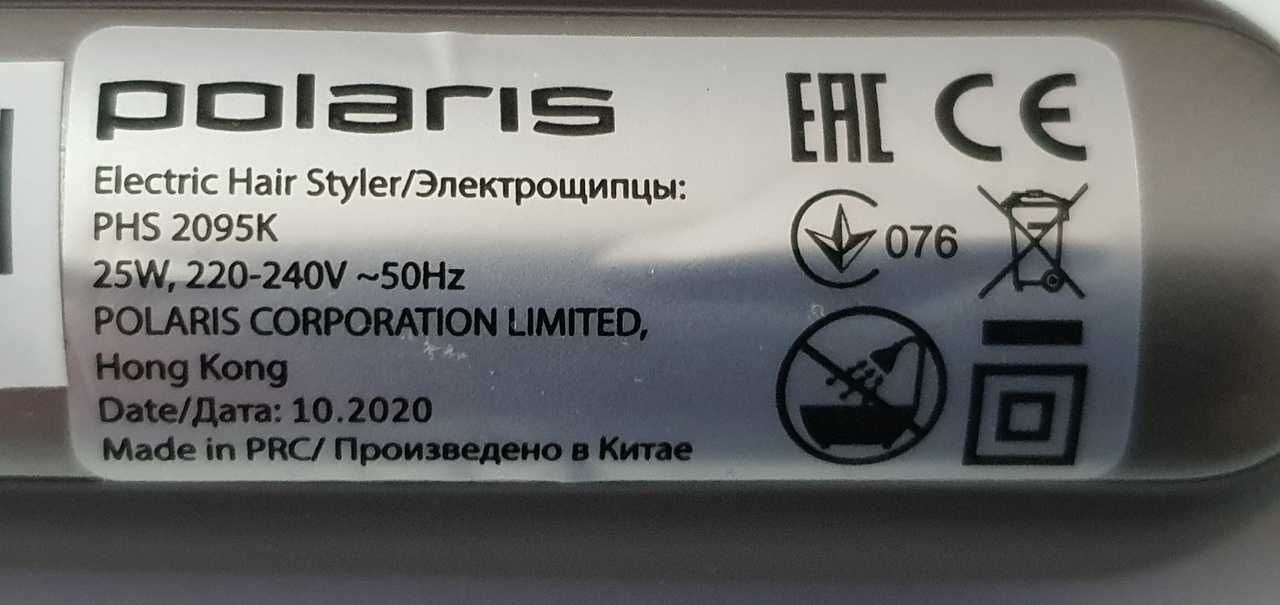 polaris
Electric Hair Styler/Электрощипцы:
PHS 2095K
25W, 220-240V ~50Hz
POLARIS CORPORATION LIMITED,
Hong Kong
Date/Дата: 10.2020
Made in PRC/ Произведено в Китае
EAC CE
076